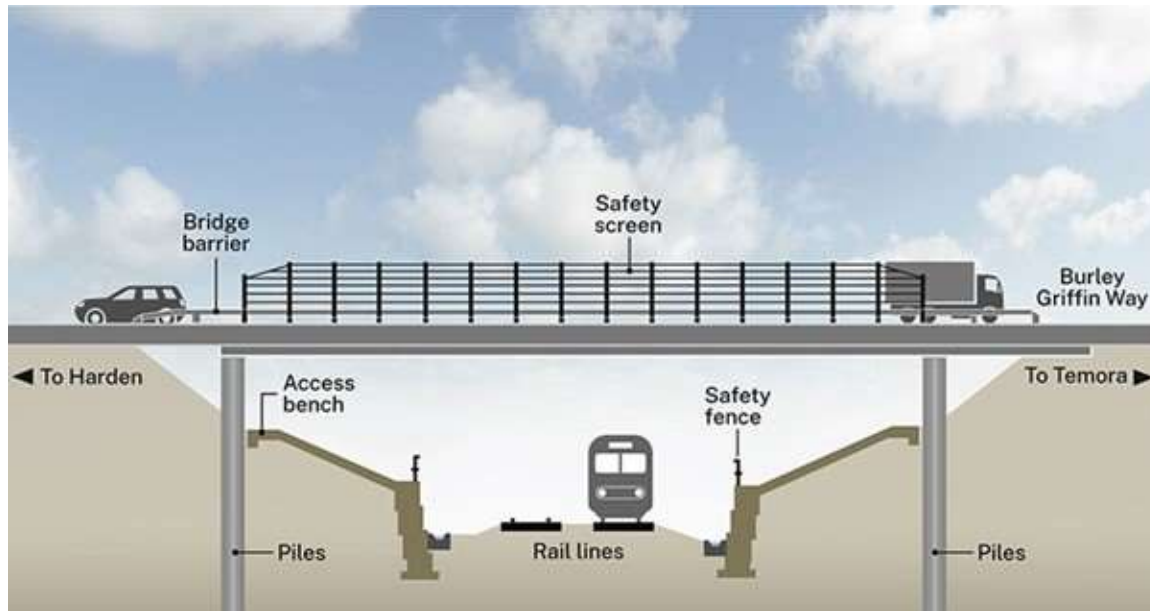 Bridge
barrier
Safety
screen
Burley
Griffin Way
◄ To Harden
To Temora ►
Access
bench
Safety
fence
Piles
Rail lines
Piles